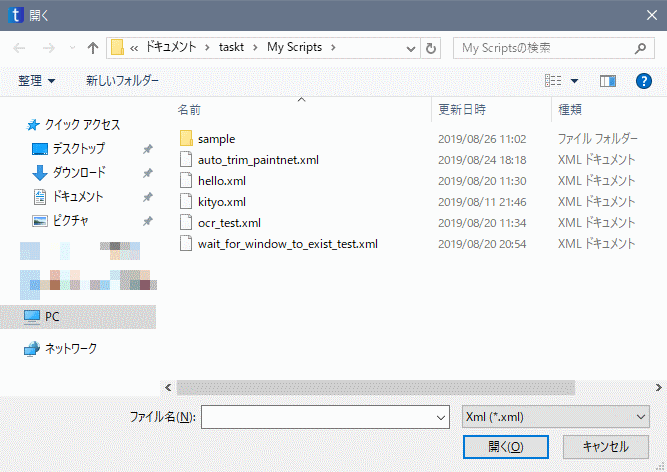 開く
« ドキュメント > taskt > My Scripts >
My Scriptsの検索
整理
新しいフォルダー
名前 更新日時 種類
クイック アクセス
デスクトップ
ダウンロード
ドキュメント
ピクチャ
PC
ネットワーク
sample 2019/08/26 11:02 ファイル フォルダー
auto_trim_paintnet.xml 2019/08/24 18:18 XML ドキュメント
hello.xml 2019/08/20 11:30 XML ドキュメント
kityo.xml 2019/08/11 21:46 XML ドキュメント
ocr_test.xml 2019/08/20 11:34 XML ドキュメント
wait_for_window_to_exist_test.xml 2019/08/20 20:54 XML ドキュメント
ファイル名(N):
Xml (*.xml)
開く(O)
キャンセル